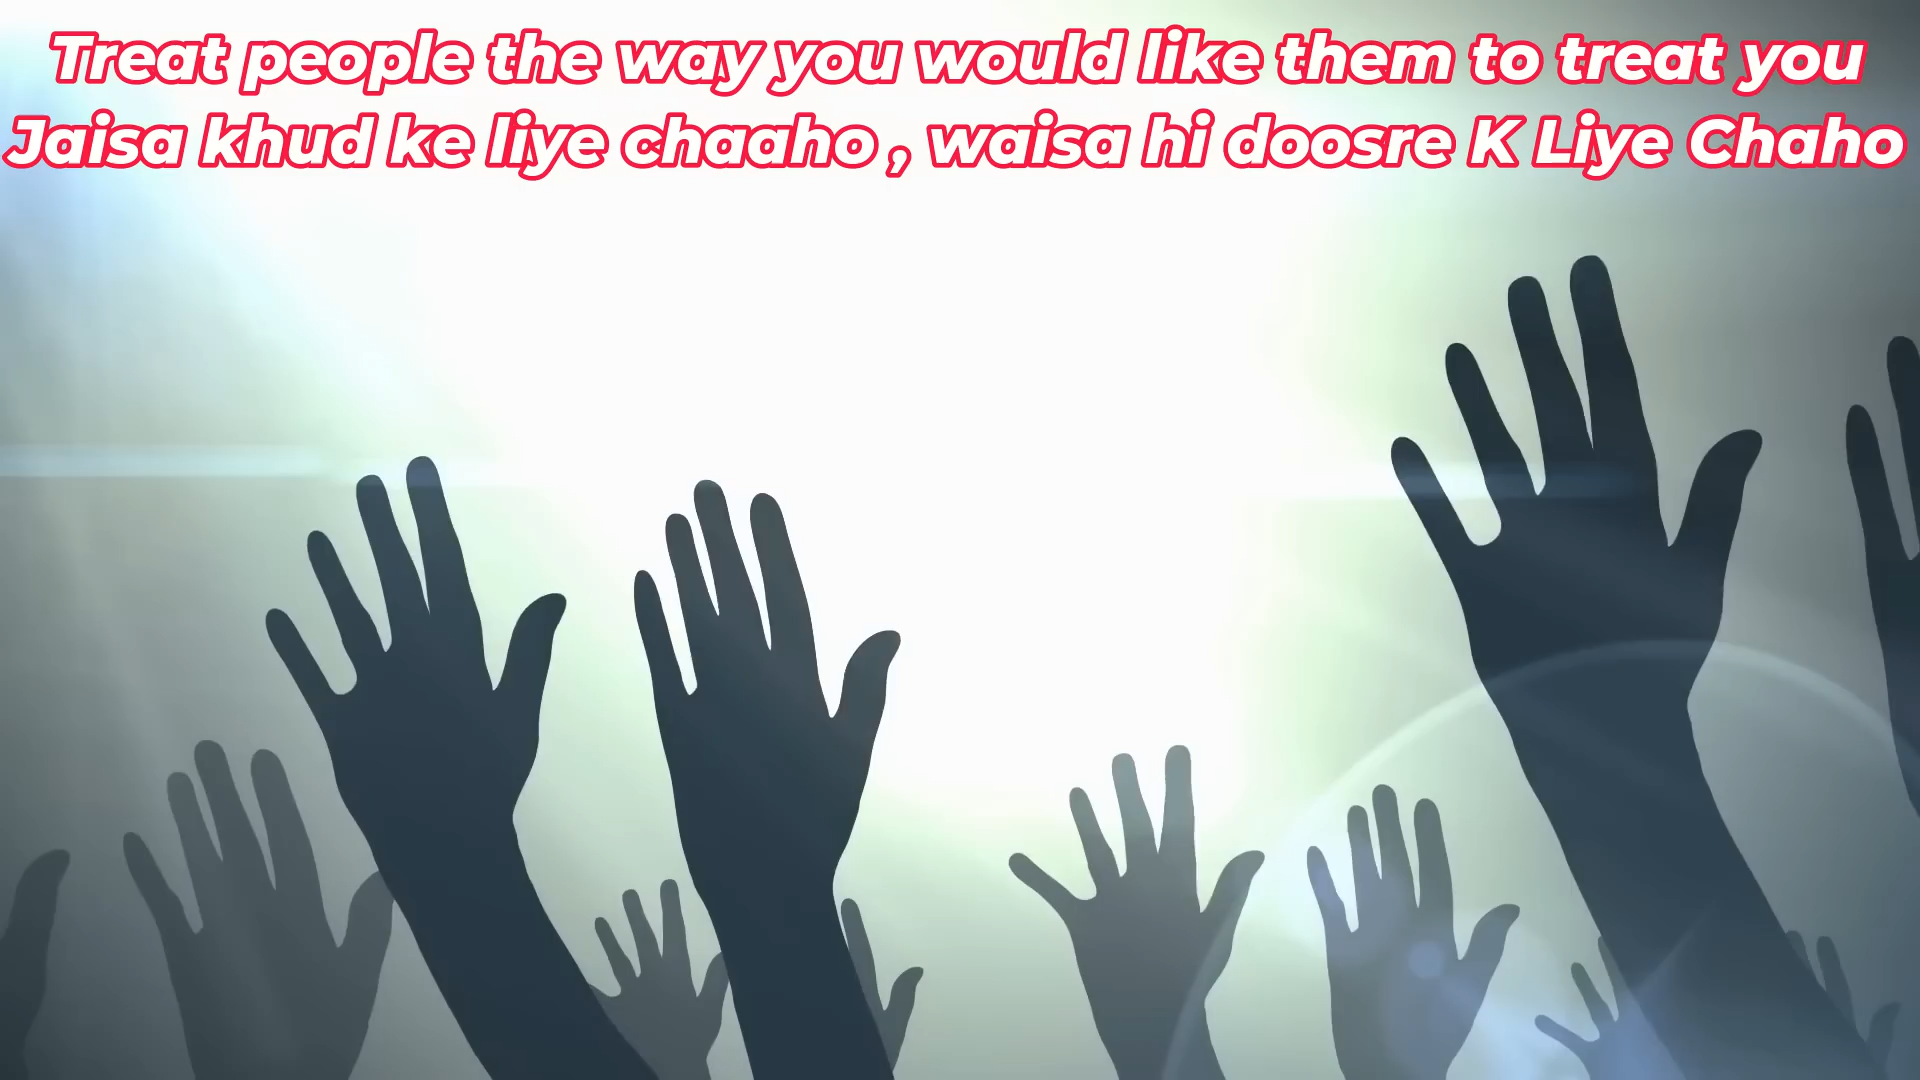 Treat people the way you would like them to treat you
Jaisa khud ke liye chaaho , waisa hi doosre K Liye Chaho